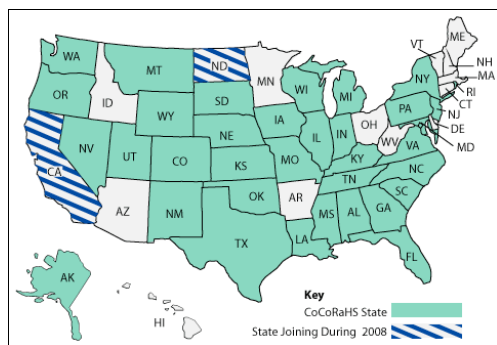 WA
MT
ND
MN
VT
ME
NH
MA
RI
CT
NJ
DE
MD
OR
ID
WY
SD
WI
MI
NY
PA
NV
UT
CO
NE
IA
IL
IN
OH
WV
VA
CA
KS
MO
KY
NC
TN
SC
AZ
NM
OK
AR
MS
AL
GA
TX
LA
FL
AK
HI
Key
CoCoRaHS State
State Joining During 2008